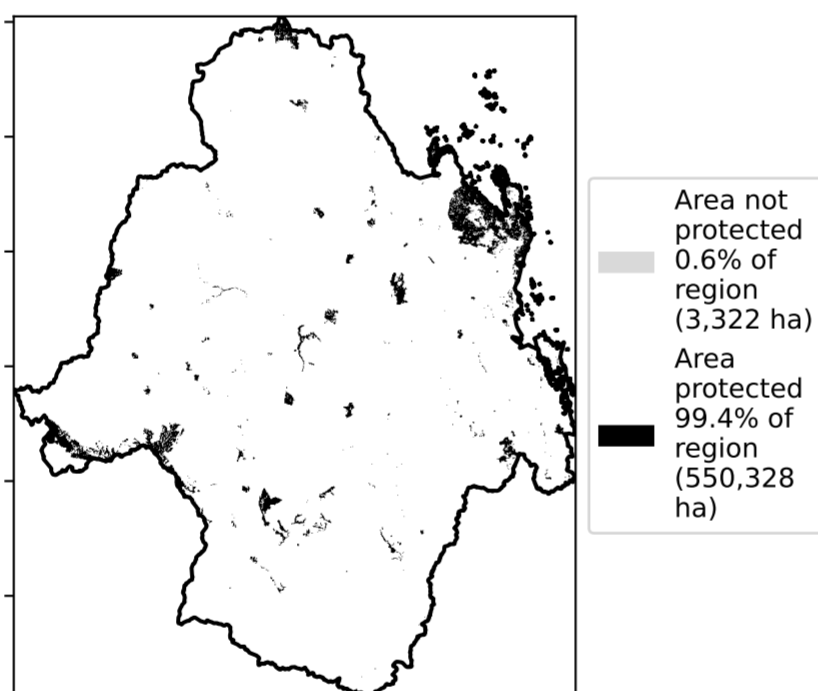 Area not
protected
0.6% of
region
(3,322 ha)
Area
protected
99.4% of
region
(550,328
ha)